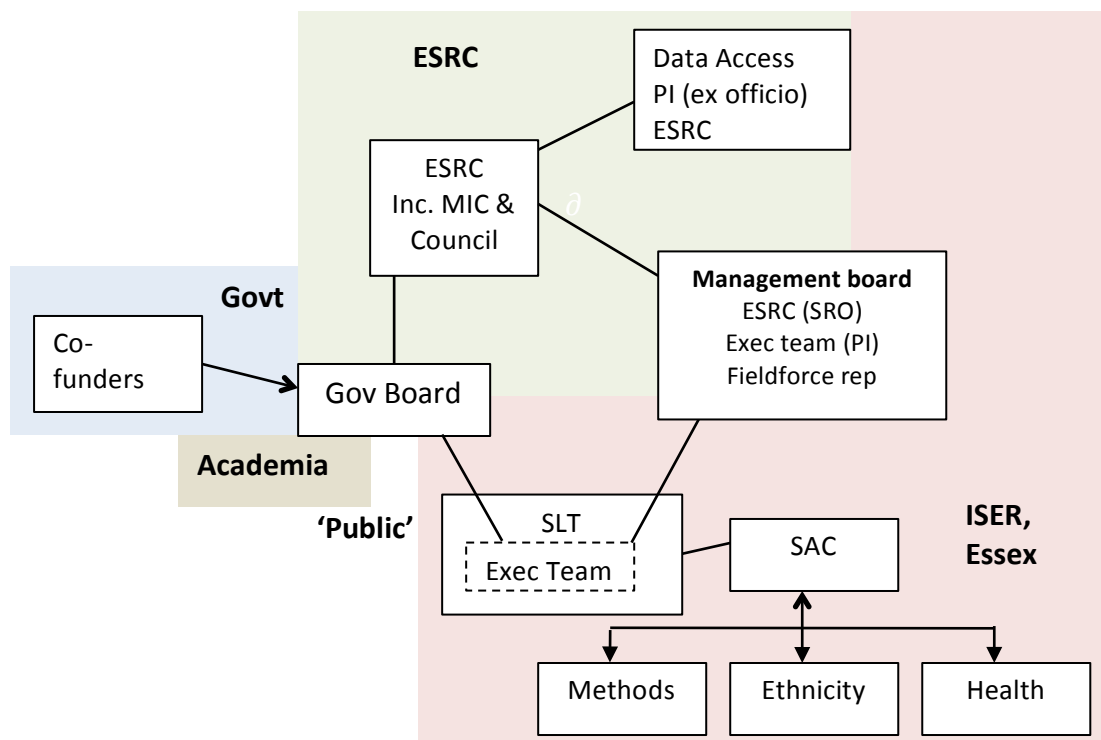 ESRC
Data Access
PI (ex officio)
ESRC
ESRC
Inc. MIC &
Council
∂
Management board
ESRC (SRO)
Exec team (PI)
Fieldforce rep
Govt
Co-
funders
Gov Board
Academia
‘Public’
SLT
Exec Team
SAC
ISER,
Essex
Methods
Ethnicity
Health